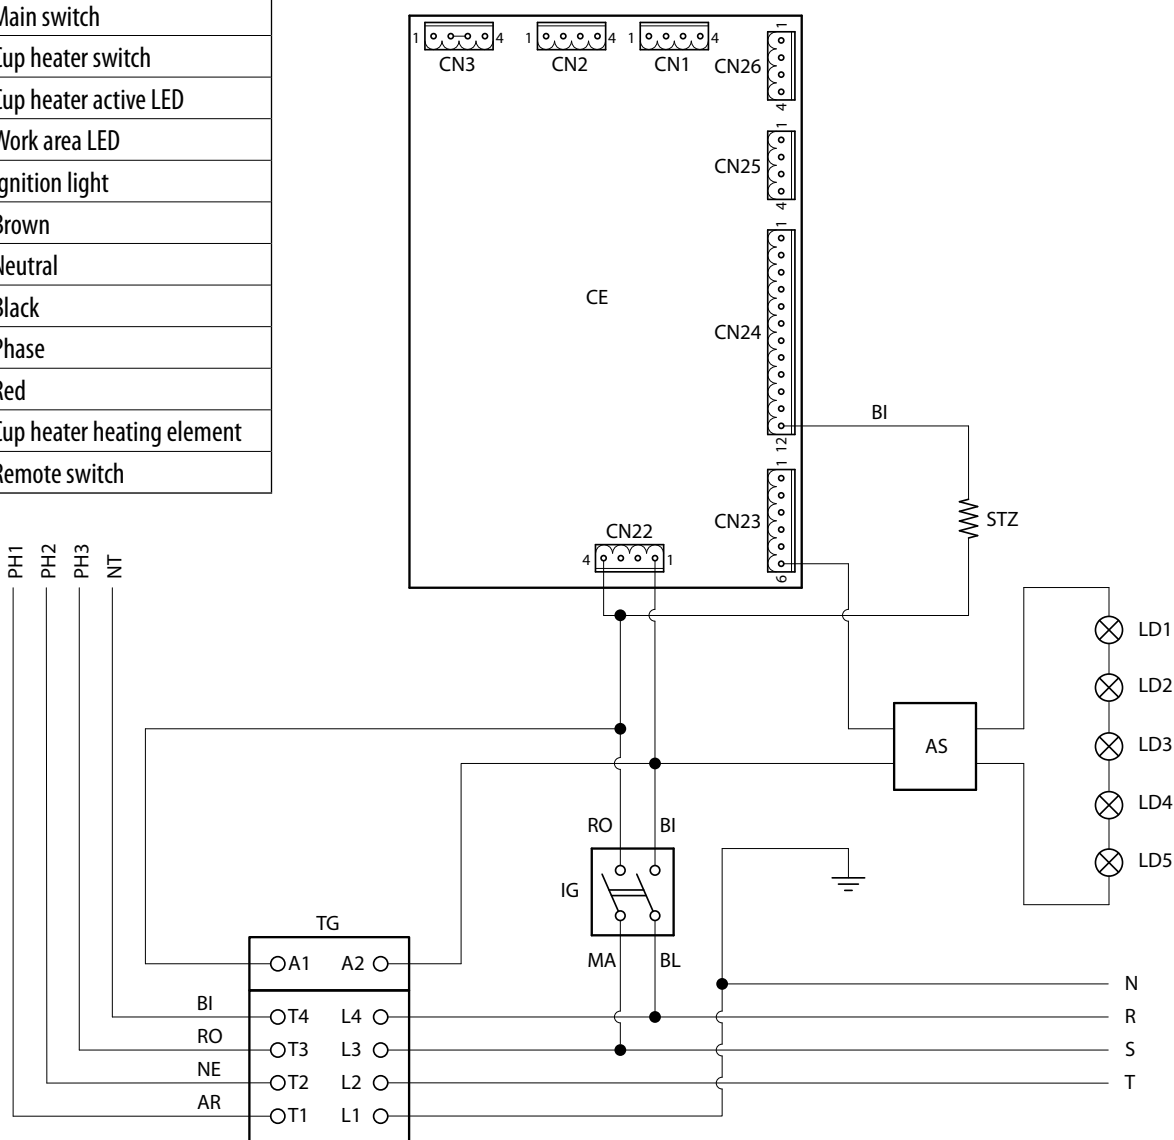 Main switch
Cup heater switch
Cup heater active LED
Work area LED
Ignition light
Brown
Neutral
Black
Phase
Red
Cup heater heating element
Remote switch
1 4 1 4 1 4
CN3 CN2 CN1
1
CN26
4
1
CN25
4
1
CE
CN24
BI
12
1
CN23
STZ
6
CN22
4 1
PH1 PH2 PH3 NT
LD1
LD2
AS LD3
LD4
RO BI
LD5
IG
TG
MA BL
A1 A2
N
BI T4 L4 R
RO T3 L3 S
NE T2 L2 T
AR T1 L1